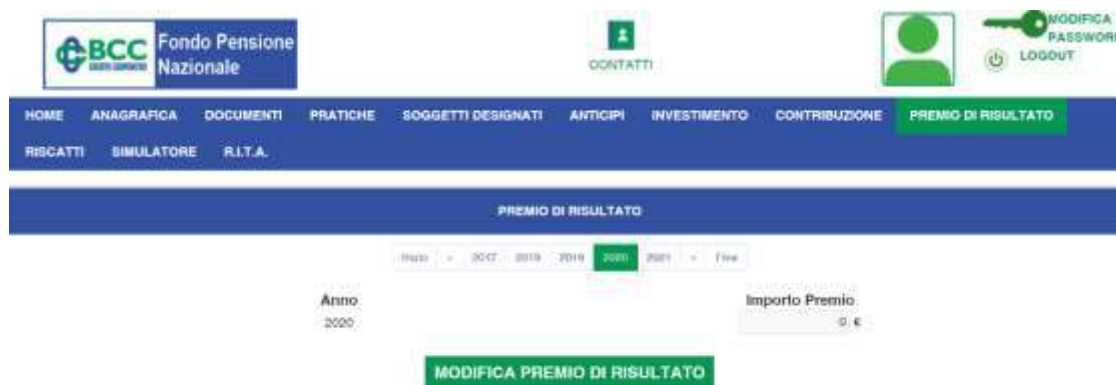 BCC
CREDITO COOPERATIVO
Fondo Pensione
Nazionale
CONTATTI
MODIFICA
PASSWORD
LOGOUT
HOME ANAGRAFICA DOCUMENTI PRATICHE SOGGETTI DESIGNATI ANTICIPI INVESTIMENTO CONTRIBUZIONE PREMIO DI RISULTATO
RISCATTI SIMULATORE R.I.T.A.
PREMIO DI RISULTATO
Inizio « 2017 2018 2019 2020 2021 » Fine
Anno Importo Premio
2020 0 €
MODIFICA PREMIO DI RISULTATO